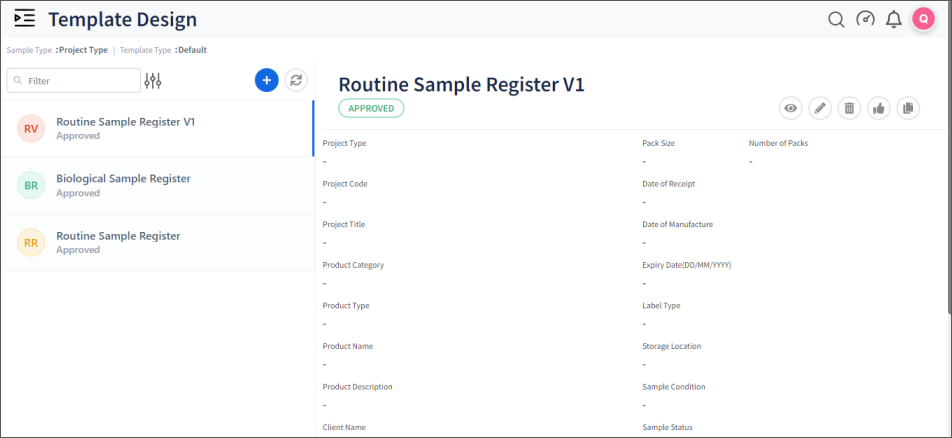 Template Design
Q
Sample Type :Project Type | Template Type :Default
Filter
RV
Routine Sample Register V1
Approved
BR
Biological Sample Register
Approved
RR
Routine Sample Register
Approved
Routine Sample Register V1
APPROVED
Project Type Pack Size Number of Packs
- - -
Project Code Date of Receipt
- -
Project Title Date of Manufacture
- -
Product Category Expiry Date(DD/MM/YYYY)
- -
Product Type Label Type
- -
Product Name Storage Location
- -
Product Description Sample Condition
- -
Client Name Sample Status